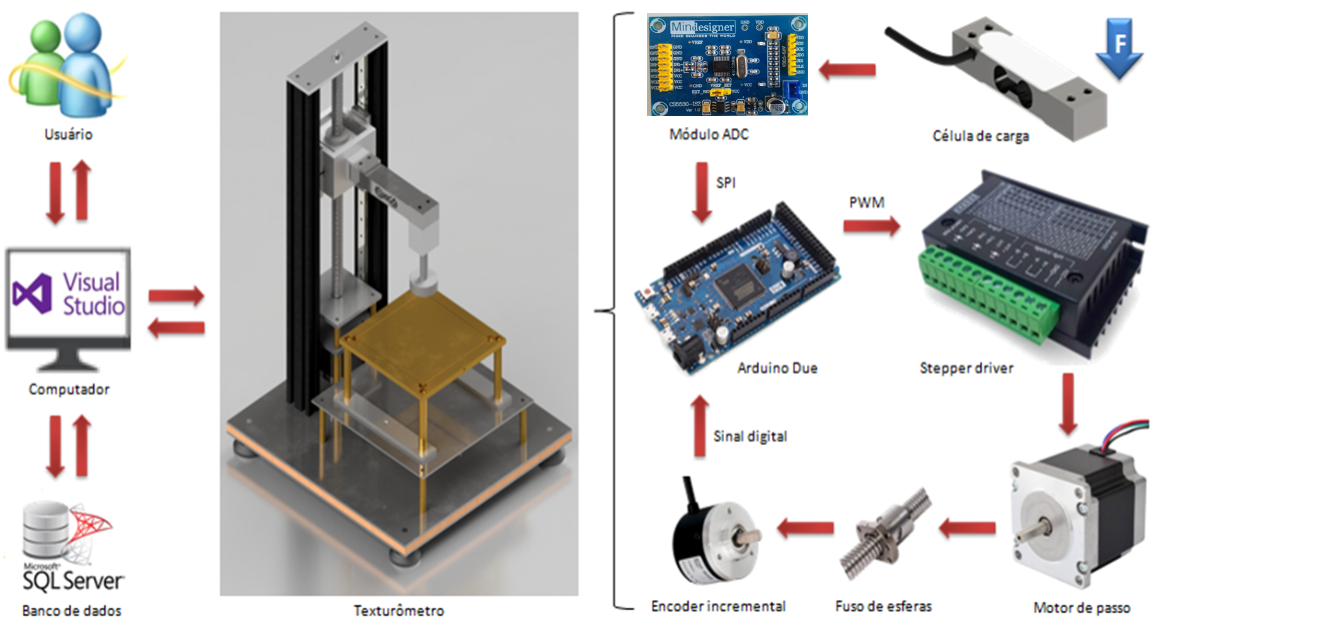 Usuário
Visual
Studio
Computador
Microsoft®
SQL Server
Banco de dados
Texturômetro
Mindesigner
Módulo ADC
F
Célula de carga
SPI
PWM
Arduino Due
Stepper driver
Sinal digital
Encoder incremental
Fuso de esferas
Motor de passo